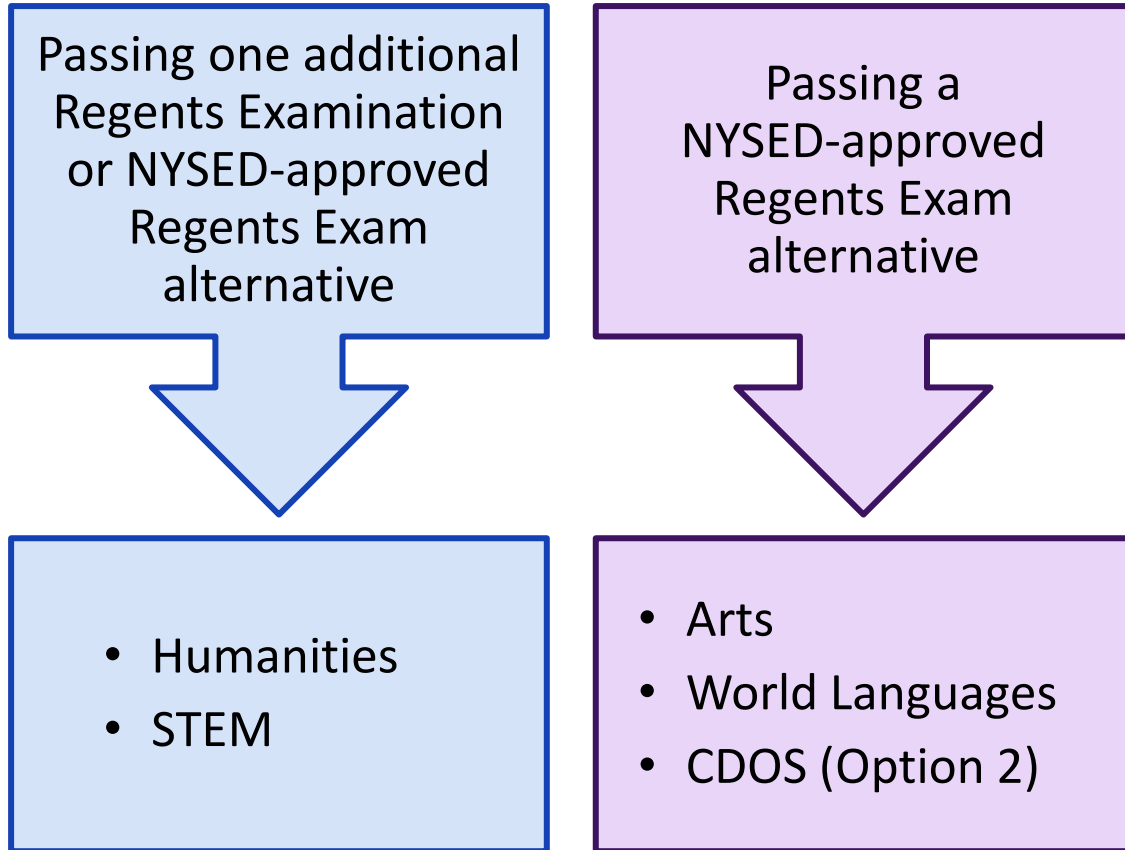 Passing one additional
Regents Examination
or NYSED-approved
Regents Exam
alternative
Passing a
NYSED-approved
Regents Exam
alternative
• Humanities
• STEM
• Arts
• World Languages
• CDOS (Option 2)